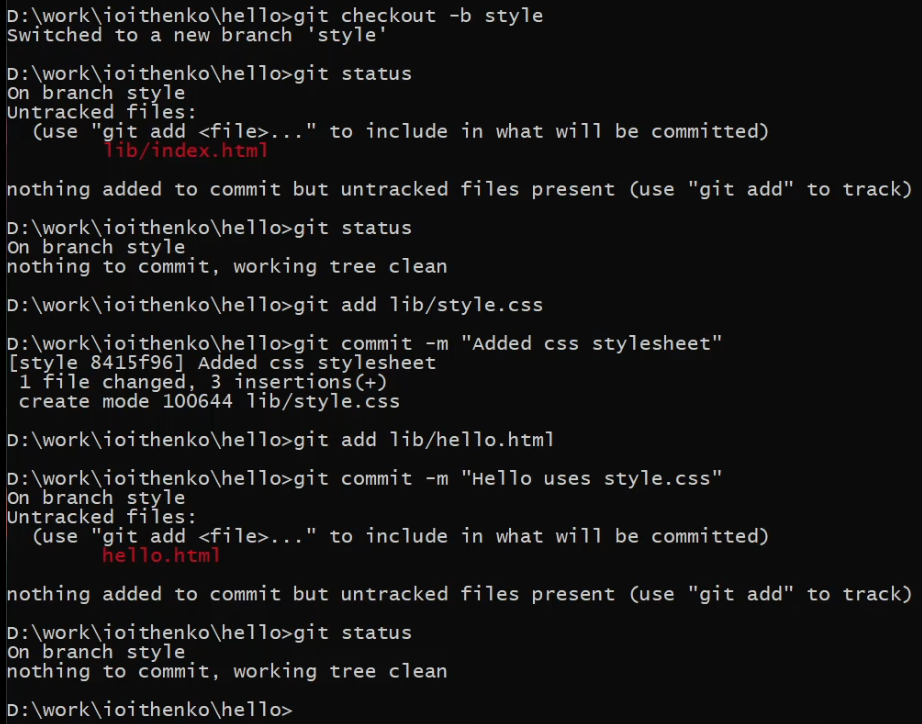 D:\work\ioithenko\hello>git checkout -b style
Switched to a new branch 'style'
D:\work\ioithenko\hello>git status
On branch style
Untracked files:
(use "git add <file>..." to include in what will be committed)
lib/index.html
nothing added to commit but untracked files present (use "git add" to track)
D:\work\ioithenko\hello>git status
On branch style
nothing to commit, working tree clean
D:\work\ioithenko\hello>git add lib/style.css
D:\work\ioithenko\hello>git commit -m "Added css stylesheet"
[style 8415f96] Added css stylesheet
1 file changed, 3 insertions(+)
create mode 100644 lib/style.css
D:\work\ioithenko\hello>git add lib/hello.html
D:\work\ioithenko\hello>git commit -m "Hello uses style.css"
On branch style
Untracked files:
(use "git add <file>..." to include in what will be committed)
hello.html
nothing added to commit but untracked files present (use "git add" to track)
D:\work\ioithenko\hello>git status
On branch style
nothing to commit, working tree clean
D:\work\ioithenko\hello>